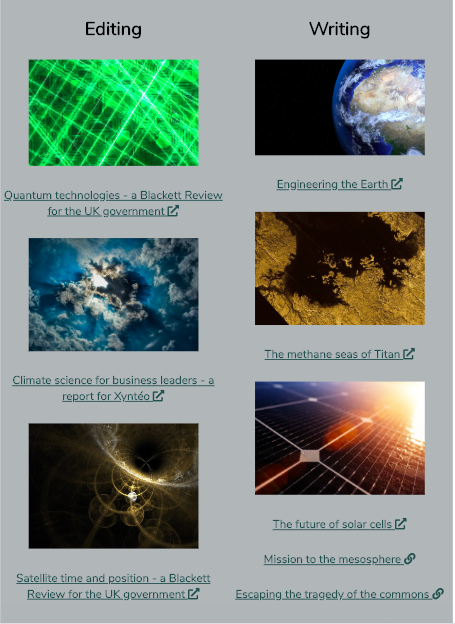 Editing
Quantum technologies - a Blackett Review
for the UK government
Climate science for business leaders - a
report for Xyntéo
Satellite time and position - a Blackett
Review for the UK government
Writing
Engineering the Earth
The methane seas of Titan
The future of solar cells
Mission to the mesosphere
Escaping the tragedy of the commons